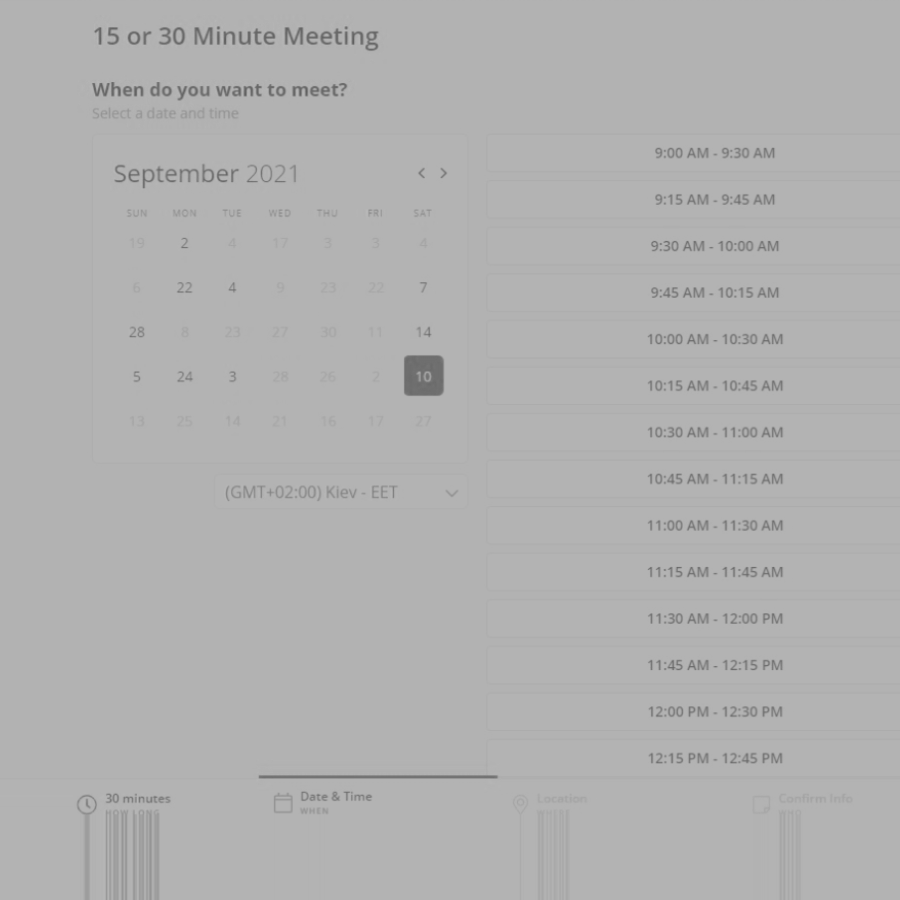 15 or 30 Minute Meeting
When do you want to meet?
Select a date and time
September 2021
SUN MON TUE WED THU FRI SAT
19 2 4 17 3 3 4
6 22 4 9 23 22 7
28 8 23 27 30 11 14
5 24 3 28 26 2 10
13 25 14 21 16 17 27
(GMT+02:00) Kiev - EET
9:00 AM - 9:30 AM
9:15 AM - 9:45 AM
9:30 AM - 10:00 AM
9:45 AM - 10:15 AM
10:00 AM - 10:30 AM
10:15 AM - 10:45 AM
10:30 AM - 11:00 AM
10:45 AM - 11:15 AM
11:00 AM - 11:30 AM
11:15 AM - 11:45 AM
11:30 AM - 12:00 PM
11:45 AM - 12:15 PM
12:00 PM - 12:30 PM
12:15 PM - 12:45 PM
30 minutes
HOW LONG
Date & Time
WHEN
Location
WHERE
Confirm Info
WHO